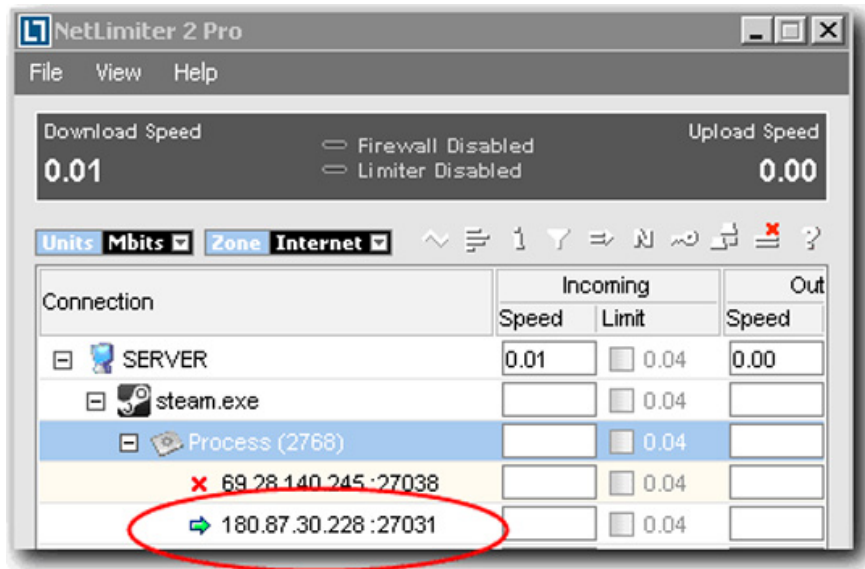 NetLimiter 2 Pro
File View Help
Download Speed
Upload Speed
0.01
Firewall Disabled
Limiter Disabled
0.00
Units Mbits Zone Internet
Connection
Incoming
Out
Speed Limit Speed
SERVER 0.01 0.04 0.00
steam.exe 0.04
Process (2768) 0.04
69.28.140.245 :27038 0.04
180.87.30.228 :27031 0.04